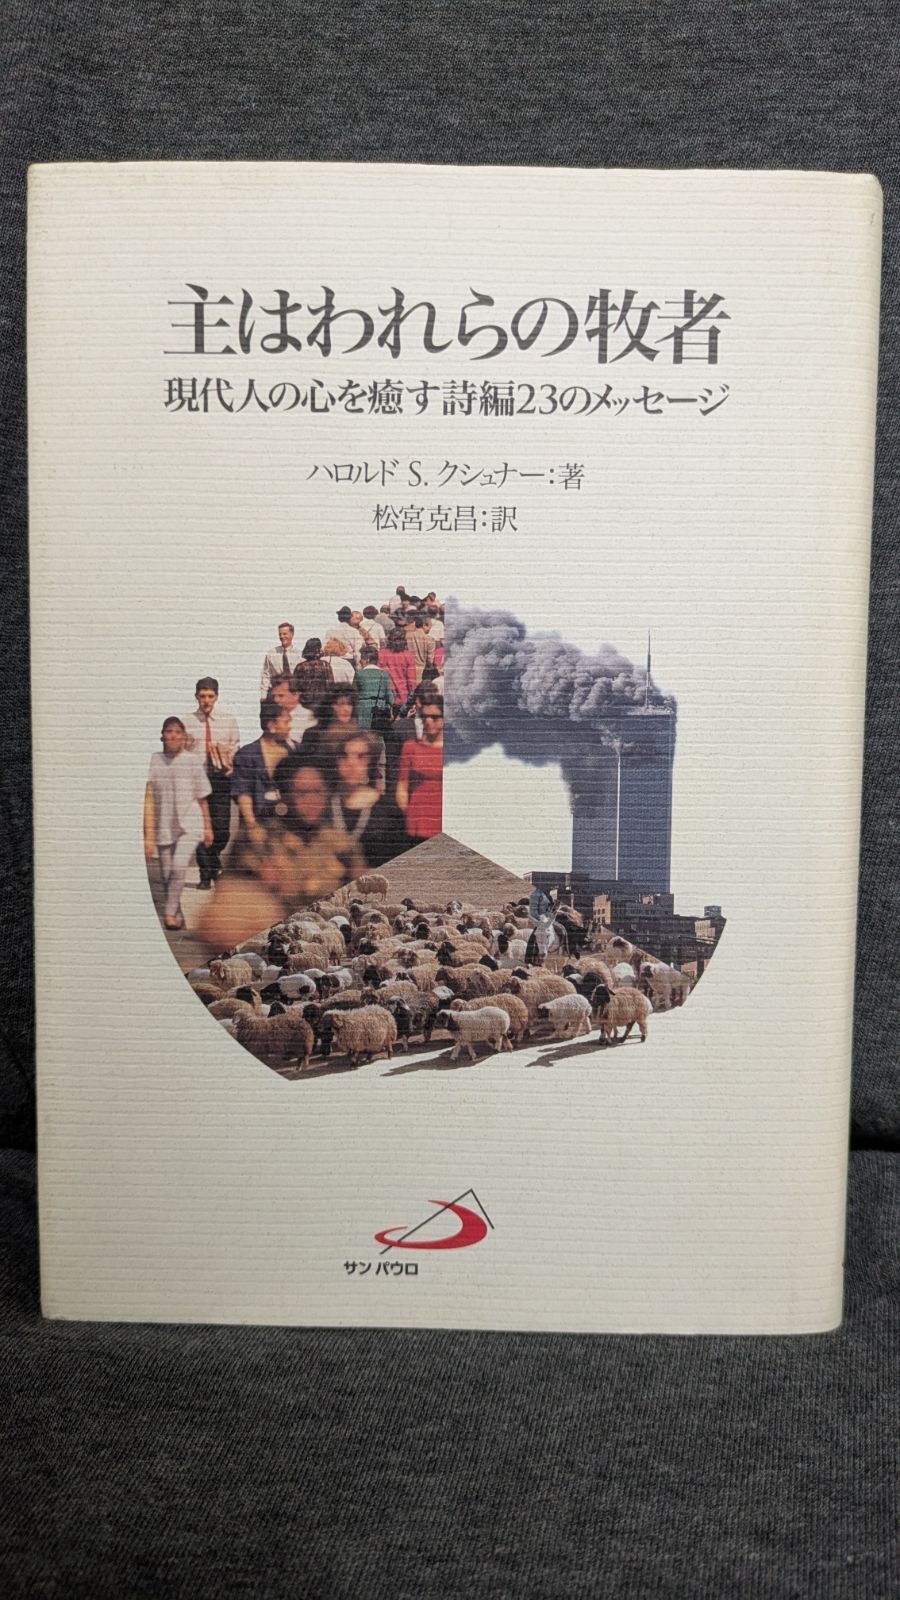 主はわれらの牧者
現代人の心を癒す詩編23のメッセージ
ハロルド S. クシュナー:著
松宮克昌:訳
サン パウロ